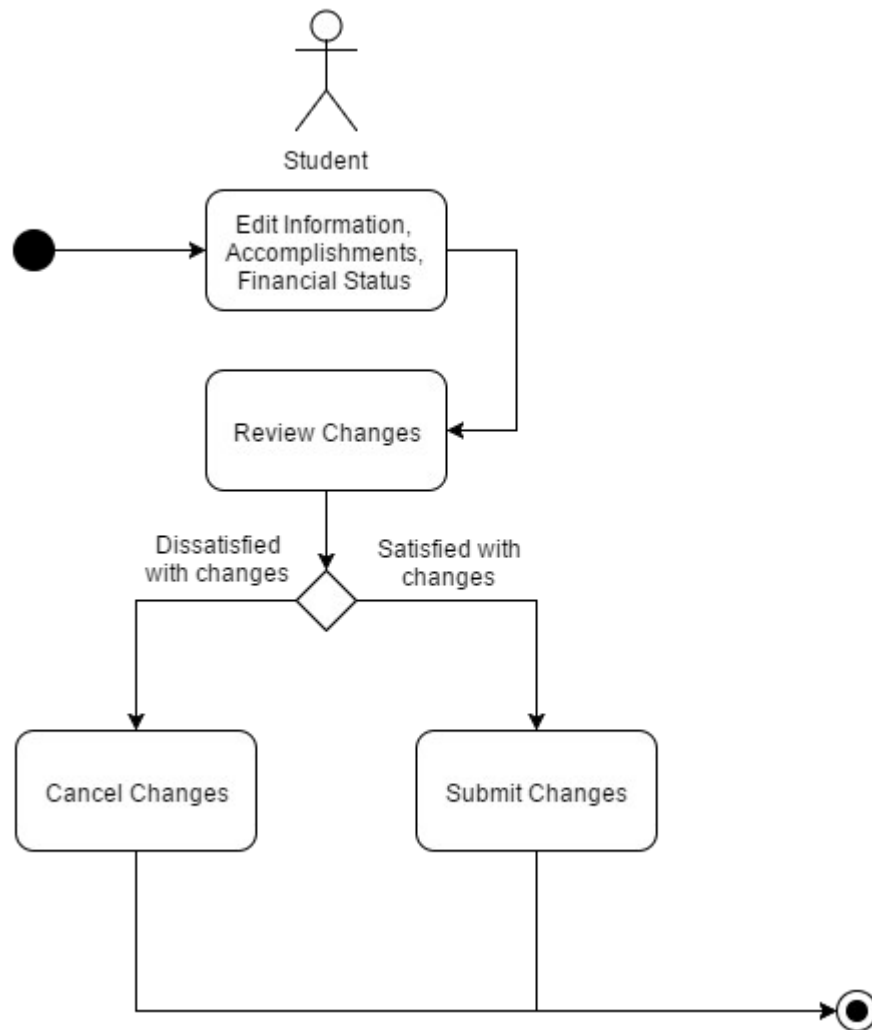 Student
Edit Information,
Accomplishments,
Financial Status
Review Changes
Dissatisfied
with changes
Satisfied with
changes
Cancel Changes
Submit Changes